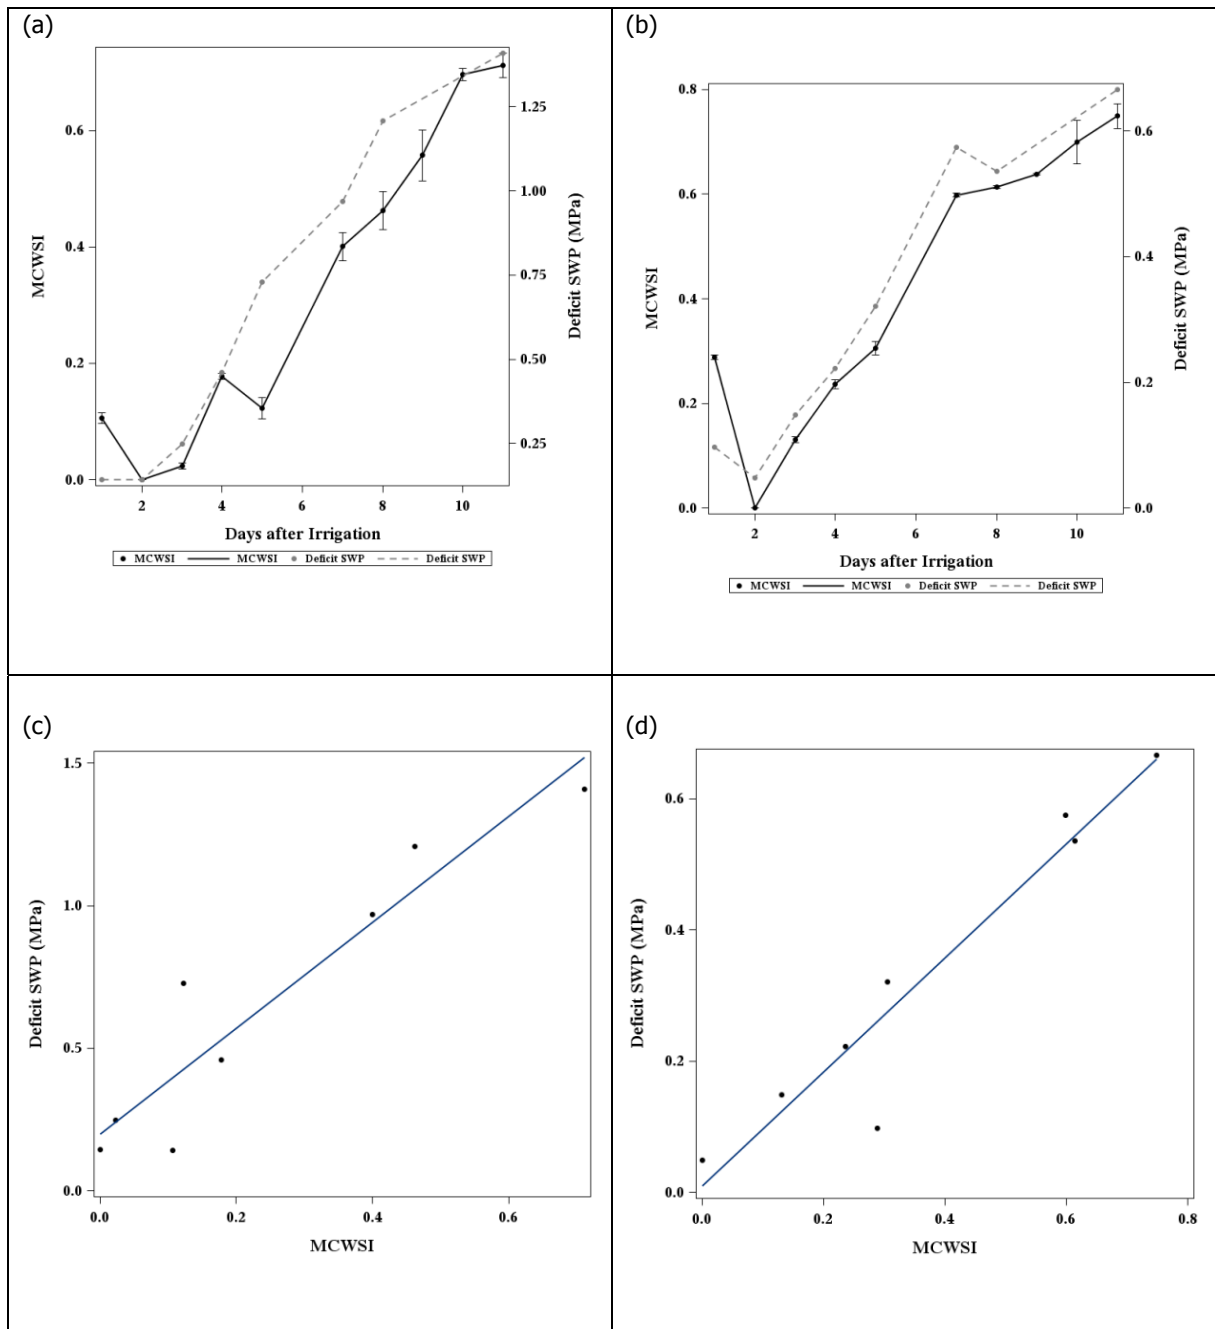 (a)
0.6
0.4
0.2
0.0
MCWSI
1.25
1.00
0.75
0.50
0.25
Deficit SWP (MPa)
2 4 6 8 10
Days after Irrigation
MCWSI MCWSI Deficit SWP Deficit SWP
(b)
0.8
0.6
0.4
0.2
0.0
MCWSI
0.6
0.4
0.2
0.0
Deficit SWP (MPa)
2 4 6 8 10
Days after Irrigation
MCWSI MCWSI Deficit SWP Deficit SWP
(c)
1.5
1.0
0.5
0.0
Deficit SWP (MPa)
0.0 0.2 0.4 0.6
MCWSI
(d)
0.6
0.4
0.2
0.0
Deficit SWP (MPa)
0.0 0.2 0.4 0.6 0.8
MCWSI